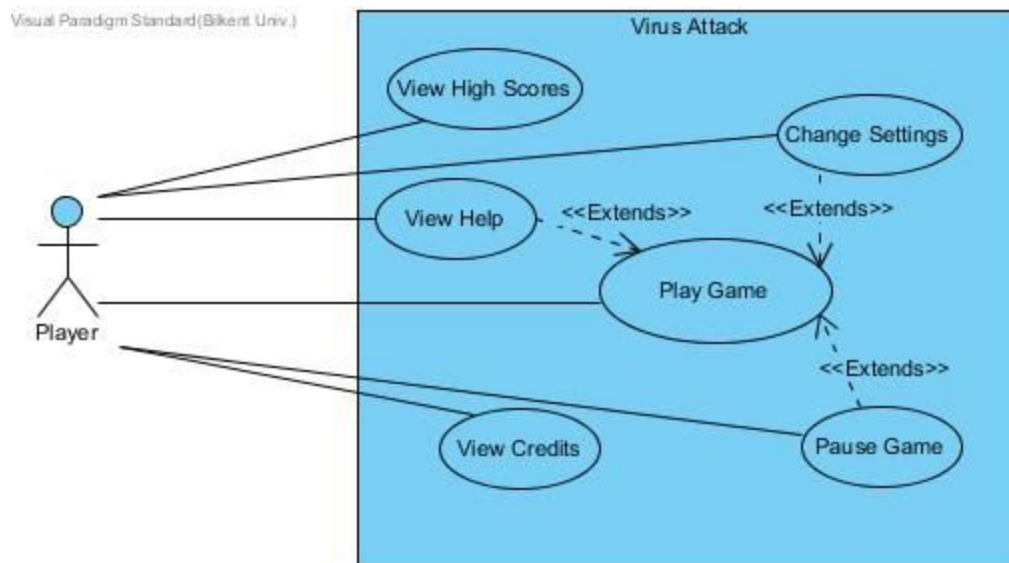 Visual Paradigm Standard(Bilkent Univ.)
Virus Attack
View High Scores
Change Settings
View Help
<<Extends>>
<<Extends>>
Play Game
Player
<<Extends>>
View Credits
Pause Game